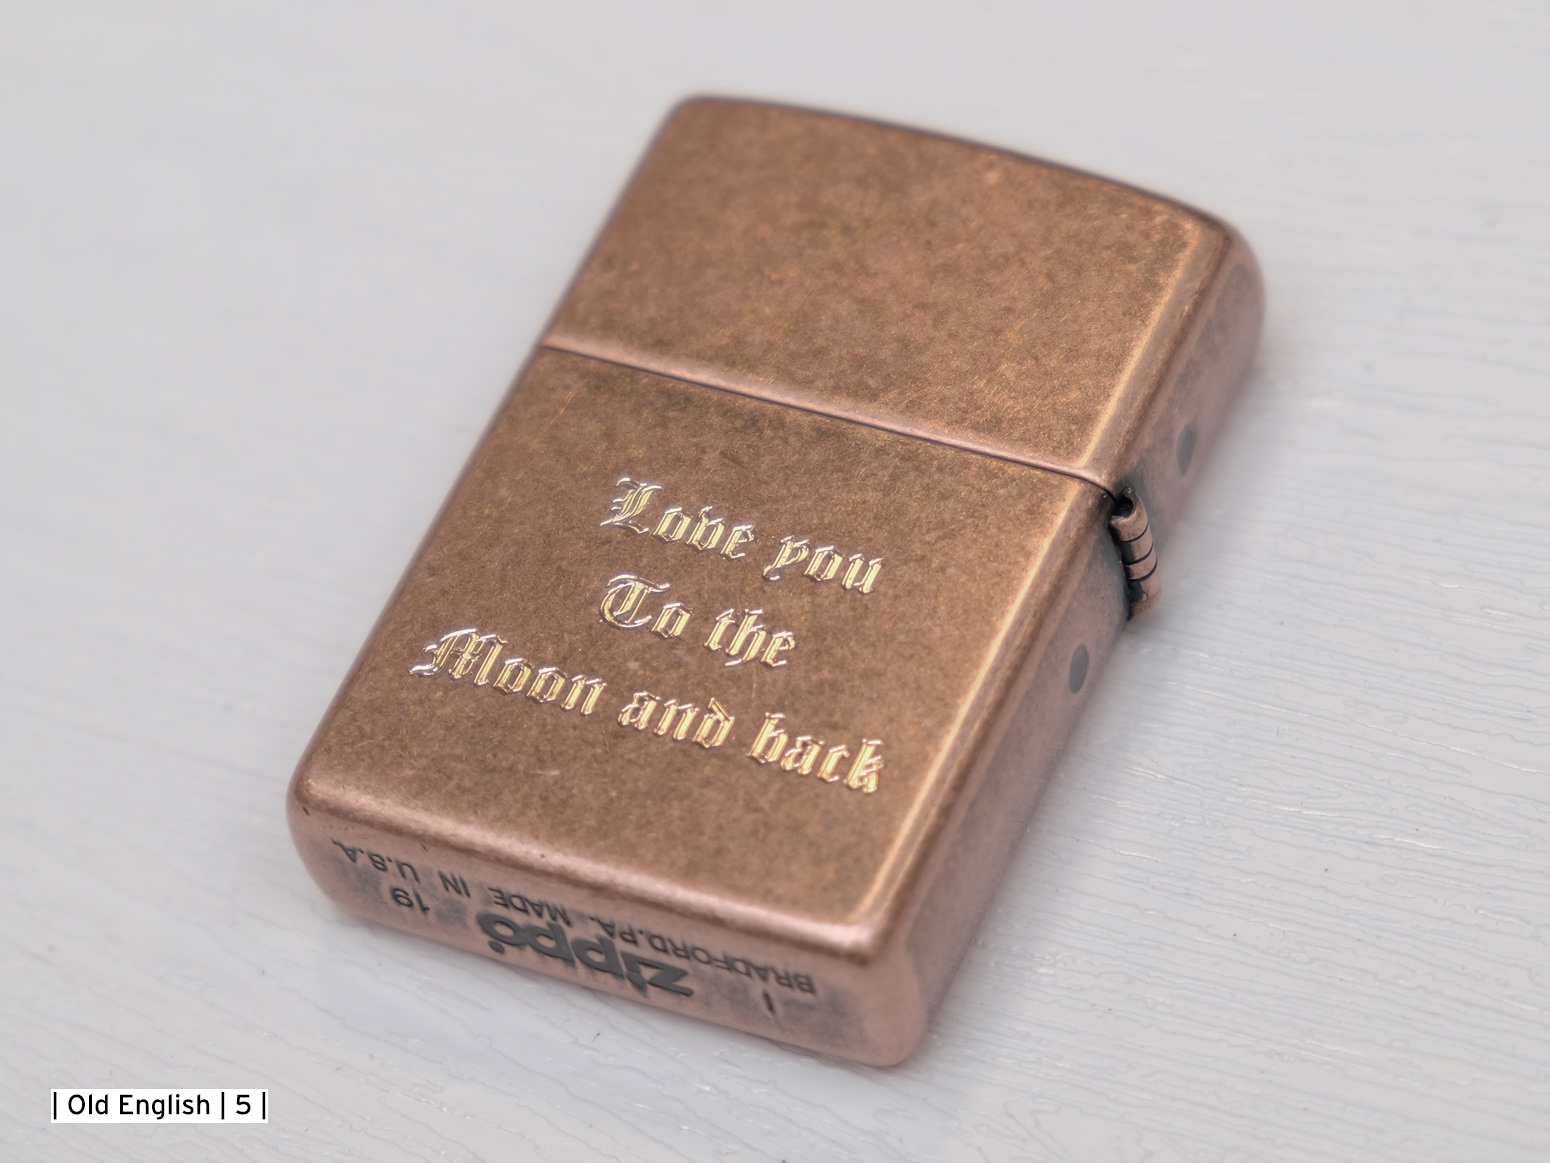 Love you
To the
Moon and back
BRADFORD.PA. MADE IN U.S.A.
zippo
I
19
| Old English | 5 |